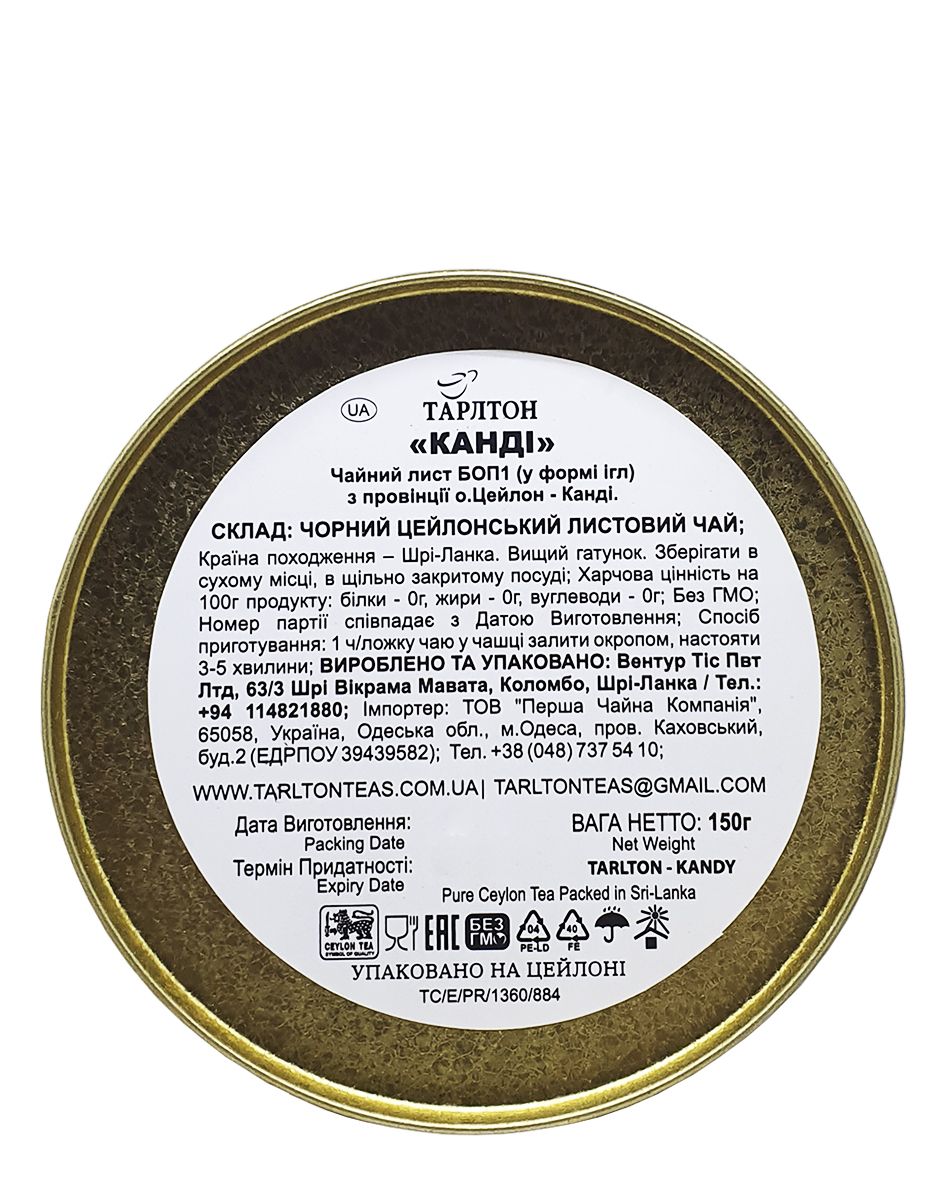 UA
ТАРЛТОН
«КАНДІ»
Чайний лист БОП1 (у формі ігл)
з провінції о.Цейлон - Канді.
СКЛАД: ЧОРНИЙ ЦЕЙЛОНСЬКИЙ ЛИСТОВИЙ ЧАЙ;
Країна походження – Шрі-Ланка. Вищий гатунок. Зберігати в
сухому місці, в щільно закритому посуді; Харчова цінність на
100г продукту: білки - 0г, жири - 0г, вуглеводи - 0г; Без ГМО;
Номер партії співпадає з Датою Виготовлення; Спосіб
приготування: 1 ч/ложку чаю у чашці залити окропом, настояти
3-5 хвилини; ВИРОБЛЕНО ТА УПАКОВАНО: Вентур Тіс Пвт
Лтд, 63/3 Шрі Вікрама Мавата, Коломбо, Шрі-Ланка / Тел.:
+94 114821880; Імпортер: ТОВ "Перша Чайна Компанія",
65058, Україна, Одеська обл., м.Одеса, пров. Каховський,
буд.2 (ЕДРПОУ 39439582); Тел. +38 (048) 737 54 10;
WWW.TARLTONTEAS.COM.UA| TARLTONTEAS@GMAIL.COM
Дата Виготовлення: ВАГА НЕТТО: 150г
Packing Date Net Weight
Термін Придатності: TARLTON - KANDY
Expiry Date Pure Ceylon Tea Packed in Sri-Lanka
CEYLON TEA
SYMBOL OF QUALITY
EAC
БЕЗ
ГМО
04
PE-LD
40
FE
УПАКОВАНО НА ЦЕЙЛОНІ
TC/E/PR/1360/884